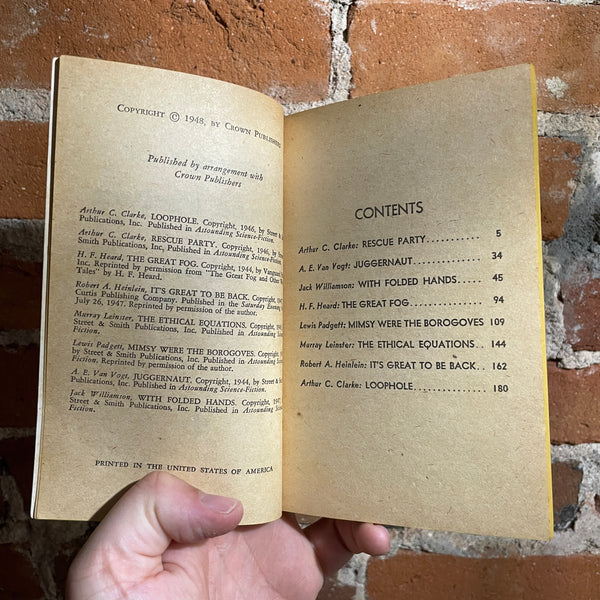 Copyright © 1948, by Crown Publishers
Published by arrangement with
Crown Publishers
Arthur C. Clarke, LOOPHOLE. Copyright, 1946, by Street &
Publications, Inc. Published in Astounding Science-Fiction.
Arthur C. Clarke, RESCUE PARTY. Copyright, 1946, by
Smith Publications, Inc. Published in Astounding Science-Fiction.
H. F. Heard, THE GREAT FOG. Copyright, 1944, by Vanguard
Inc. Reprinted by permission from "The Great Fog and Other
Tales" by H. F. Heard.
Robert A. Heinlein, IT'S GREAT TO BE BACK. Copyright,
Curtis Publishing Company. Published in the Saturday Evening
July 26, 1947. Reprinted by permission of the author.
Murray Leinster, THE ETHICAL EQUATIONS. Copyright,
Street & Smith Publications, Inc. Published in Astounding
Fiction.
Lewis Padgett, MIMSY WERE THE BOROGOVES. Copyright,
by Street & Smith Publications, Inc. Published in Astounding
Fiction. Reprinted by permission of the author.
A. E. Van Vogt, JUGGERNAUT. Copyright, 1944, by Street &
Publications, Inc. Published in Astounding Science-Fiction.
Jack Williamson, WITH FOLDED HANDS. Copyright,
Street & Smith Publications, Inc. Published in Astounding
Fiction.
PRINTED IN THE UNITED STATES OF AMERICA
CONTENTS
Arthur C. Clarke: RESCUE PARTY............ 5
A. E. Van Vogt: JUGGERNAUT............ 34
Jack Williamson: WITH FOLDED HANDS...... 45
H. F. Heard: THE GREAT FOG............ 94
Lewis Padgett: MIMSY WERE THE BOROGOVES 109
Murray Leinster: THE ETHICAL EQUATIONS.... 144
Robert A. Heinlein: IT'S GREAT TO BE BACK.. 162
Arthur C. Clarke: LOOPHOLE............ 180